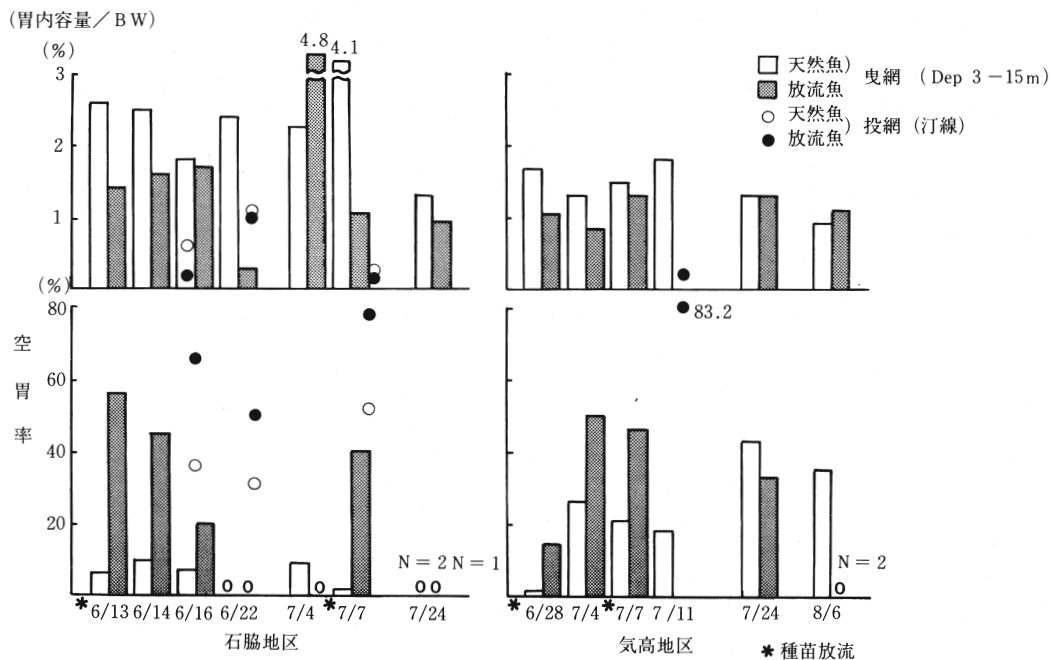 (胃内容量／ＢＷ)
(%)
3
2
1
(%)
4.8 4.1
天然魚)
放流魚
曳網 (Dep 3－15m)
天然魚)
放流魚
投網 (汀線)
80
60
40
20
空胃率
0 0
0
N＝2 N＝1
0 0
83.2
N＝2
0
* 6/13 6/14 6/16 6/22 7/4 *7/7 7/24
石脇地区
* 6/28 7/4 *7/7 7/11 7/24 8/6
気高地区
* 種苗放流